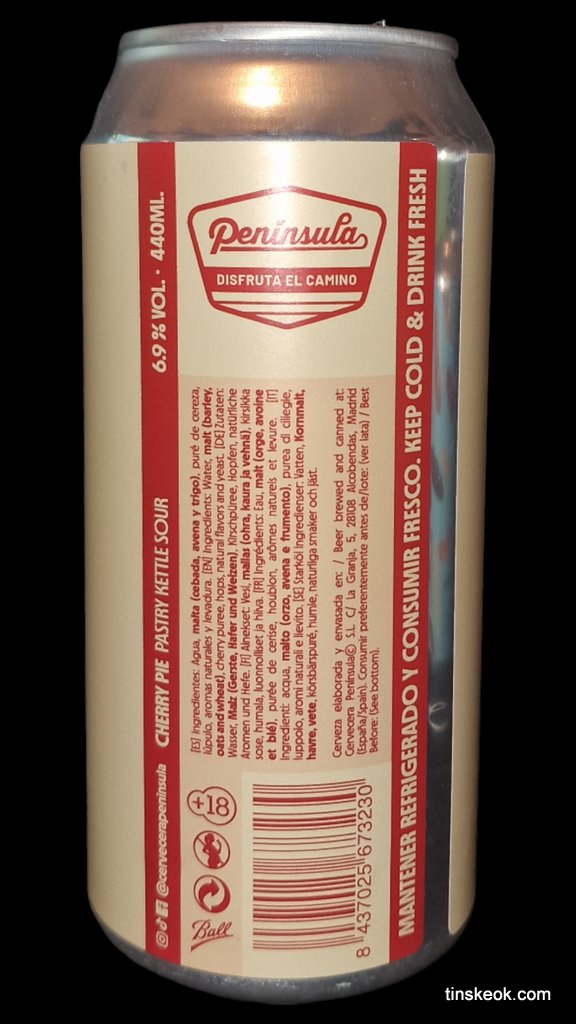 Península
DISFRUTA EL CAMINO
@cervecerapeninsula CHERRY PIE PASTRY KETTLE SOUR 6.9 % VOL. · 440ML.
[ES] Ingredientes: Agua, malta (cebada, avena y trigo), puré de cereza,
lúpulo, aromas naturales y levadura. [EN] Ingredients: Water, malt (barley,
oats and wheat), cherry puree, hops, natural flavors and yeast. [DE] Zutaten:
Wasser, Malz (Gerste, Hafer und Weizen), Kirschpüree, Hopfen, natürliche
Aromen und Hefe. [FI] Ainekset: Vesi, mallas (ohra, kaura ja vehnä), kirsikka
sose, humala, luonnolliset ja hiiva. [FR] Ingrédients: Eau, malt (orge, avoine
et blé), purée de cerise, houblon, arômes naturels et levure. [IT]
Ingredienti: acqua, malto (orzo, avena e frumento), purea di ciliegie,
luppolo, aromi naturali e lievito. [SE] Starköl Ingredienser: Vatten, Kornmalt,
havre, vete, körsbärspuré, humle, naturliga smaker och jäst.
Cerveza elaborada y envasada en: / Beer brewed and canned at:
Cervecera Península© S.L. C/ La Granja, 5, 28108 Alcobendas, Madrid
(España/Spain). Consumir preferentemente antes de/lote: (ver lata) / Best
Before: (See bottom).
Ball
+18
8 437025 673230
MANTENER REFRIGERADO Y CONSUMIR FRESCO. KEEP COLD & DRINK FRESH
tinskeok.com